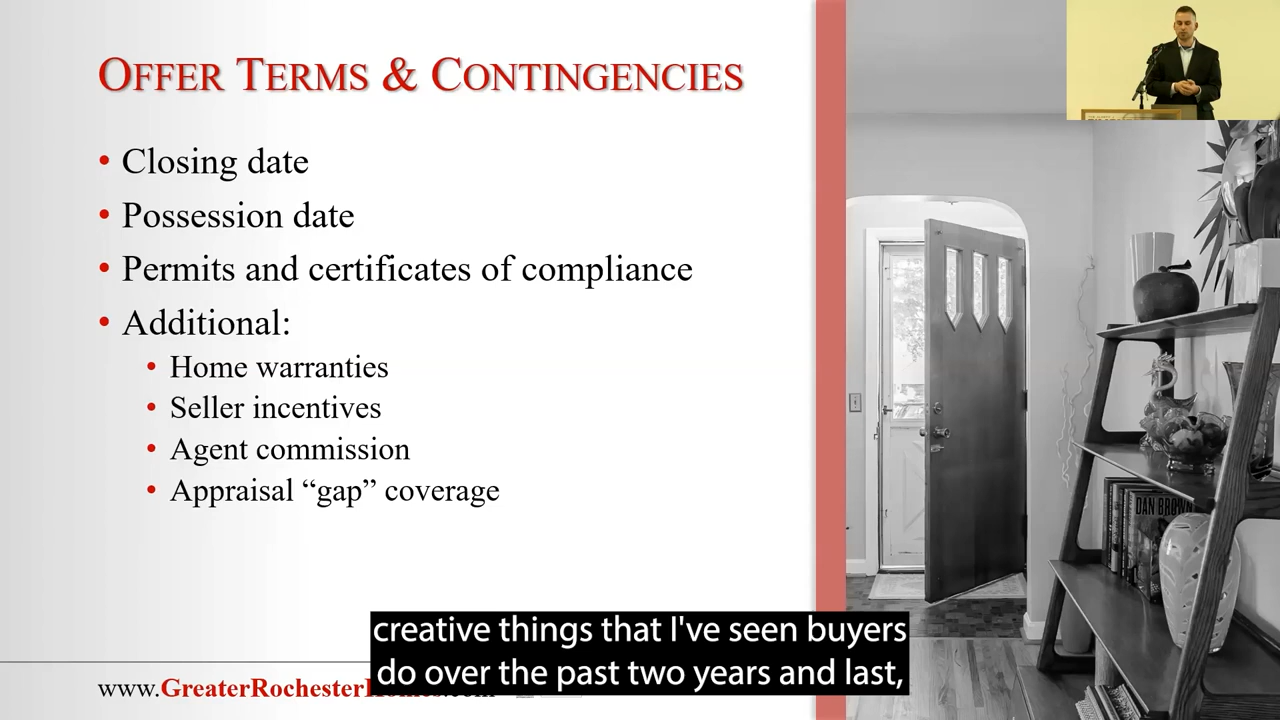 OFFER TERMS & CONTINGENCIES
• Closing date
• Possession date
• Permits and certificates of compliance
• Additional:
• Home warranties
• Seller incentives
• Agent commission
• Appraisal “gap” coverage
DAN BROWN
creative things that I've seen buyers
do over the past two years and last,
www.GreaterRochesterHomes.com